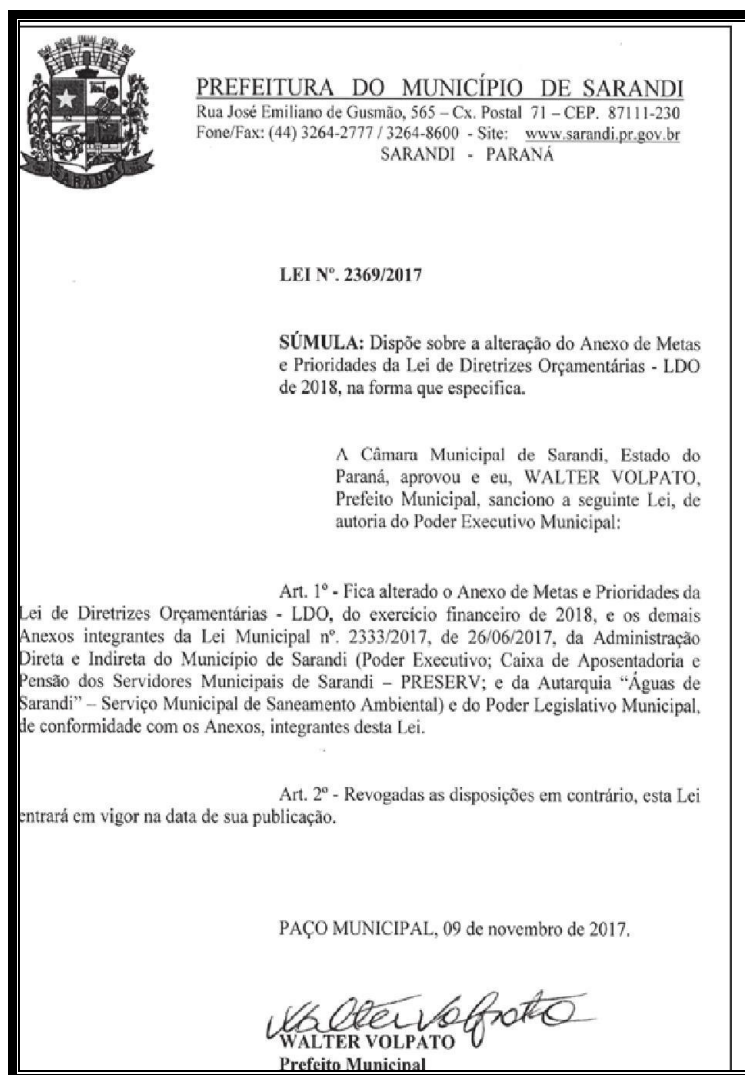 PREFEITURA DO MUNICÍPIO DE SARANDI
Rua José Emiliano de Gusmão, 565 – Cx. Postal 71 – CEP. 87111-230
Fone/Fax: (44) 3264-2777 / 3264-8600 - Site: www.sarandi.pr.gov.br
SARANDI - PARANÁ
SARANDI
LEI Nº. 2369/2017
SÚMULA: Dispõe sobre a alteração do Anexo de Metas
e Prioridades da Lei de Diretrizes Orçamentárias - LDO
de 2018, na forma que especifica.
A Câmara Municipal de Sarandi, Estado do
Paraná, aprovou e eu, WALTER VOLPATO,
Prefeito Municipal, sanciono a seguinte Lei, de
autoria do Poder Executivo Municipal:
Art. 1º - Fica alterado o Anexo de Metas e Prioridades da
Lei de Diretrizes Orçamentárias - LDO, do exercício financeiro de 2018, e os demais
Anexos integrantes da Lei Municipal nº. 2333/2017, de 26/06/2017, da Administração
Direta e Indireta do Município de Sarandi (Poder Executivo; Caixa de Aposentadoria e
Pensão dos Servidores Municipais de Sarandi – PRESERV; e da Autarquia “Águas de
Sarandi” – Serviço Municipal de Saneamento Ambiental) e do Poder Legislativo Municipal,
de conformidade com os Anexos, integrantes desta Lei.
Art. 2º - Revogadas as disposições em contrário, esta Lei
entrará em vigor na data de sua publicação.
PAÇO MUNICIPAL, 09 de novembro de 2017.
Walter Volpato
WALTER VOLPATO
Prefeito Municipal